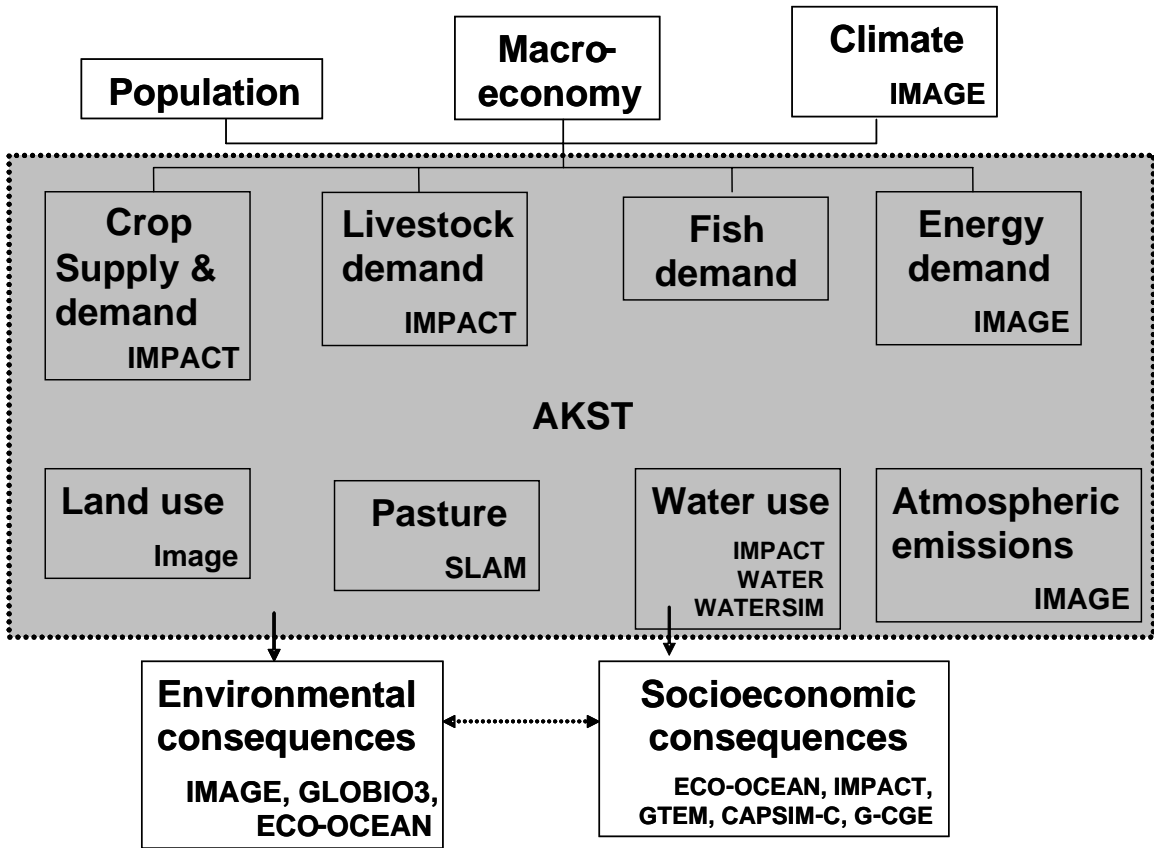 Population
Macro-
economy
Climate
IMAGE
Crop
Supply &
demand
IMPACT
Livestock
demand
IMPACT
Fish
demand
Energy
demand
IMAGE
AKST
Land use
Image
Pasture
SLAM
Water use
IMPACT
WATER
WATERSIM
Atmospheric
emissions
IMAGE
Environmental
consequences
IMAGE, GLOBIO3,
ECO-OCEAN
Socioeconomic
consequences
ECO-OCEAN, IMPACT,
GTEM, CAPSIM-C, G-CGE